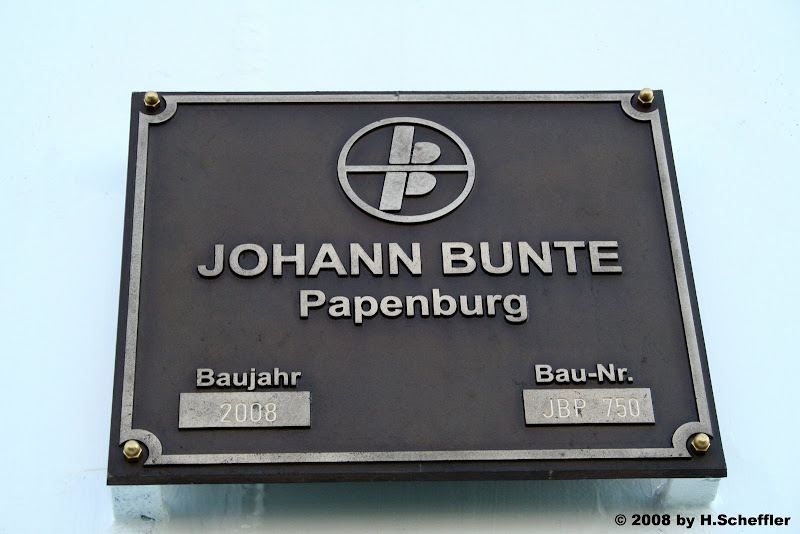 JOHANN BUNTE
Papenburg
Baujahr
2008
Bau-Nr.
JBP 750
© 2008 by H.Scheffler